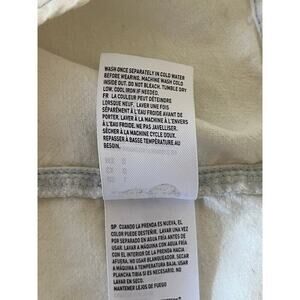 WASH ONCE SEPARATELY IN COLD WATER
BEFORE WEARING. MACHINE WASH COLD
INSIDE OUT. DO NOT BLEACH. TUMBLE DRY
LOW. COOL IRON IF NEEDED.
FR LA COULEUR PEUT DÉTEINDRE
LORSQUE NEUF. LAVER UNE FOIS
SÉPARÉMENT À L'EAU FROIDE AVANT DE
PORTER. LAVER À LA MACHINE À L'ENVERS
À L'EAU FROIDE. NE PAS JAVELLISER.
SÉCHER À LA MACHINE CYCLE DOUX.
REPASSER À BASSE TEMPÉRATURE AU
BESOIN.
SP CUANDO LA PRENDA ES NUEVA, EL
COLOR PUEDE DESTEÑIR. LAVAR UNA VEZ
POR SEPARADO EN AGUA FRÍA ANTES DE
USAR. LAVAR A MÁQUINA CON AGUA FRÍA
CON EL INTERIOR DE LA PRENDA HACIA
AFUERA. NO USAR BLANQUEADOR. SECAR
A MÁQUINA A TEMPERATURA BAJA. USAR
PLANCHA TIBIA SI ES NECESARIO.
MANTENER LEJOS DE FUEGO